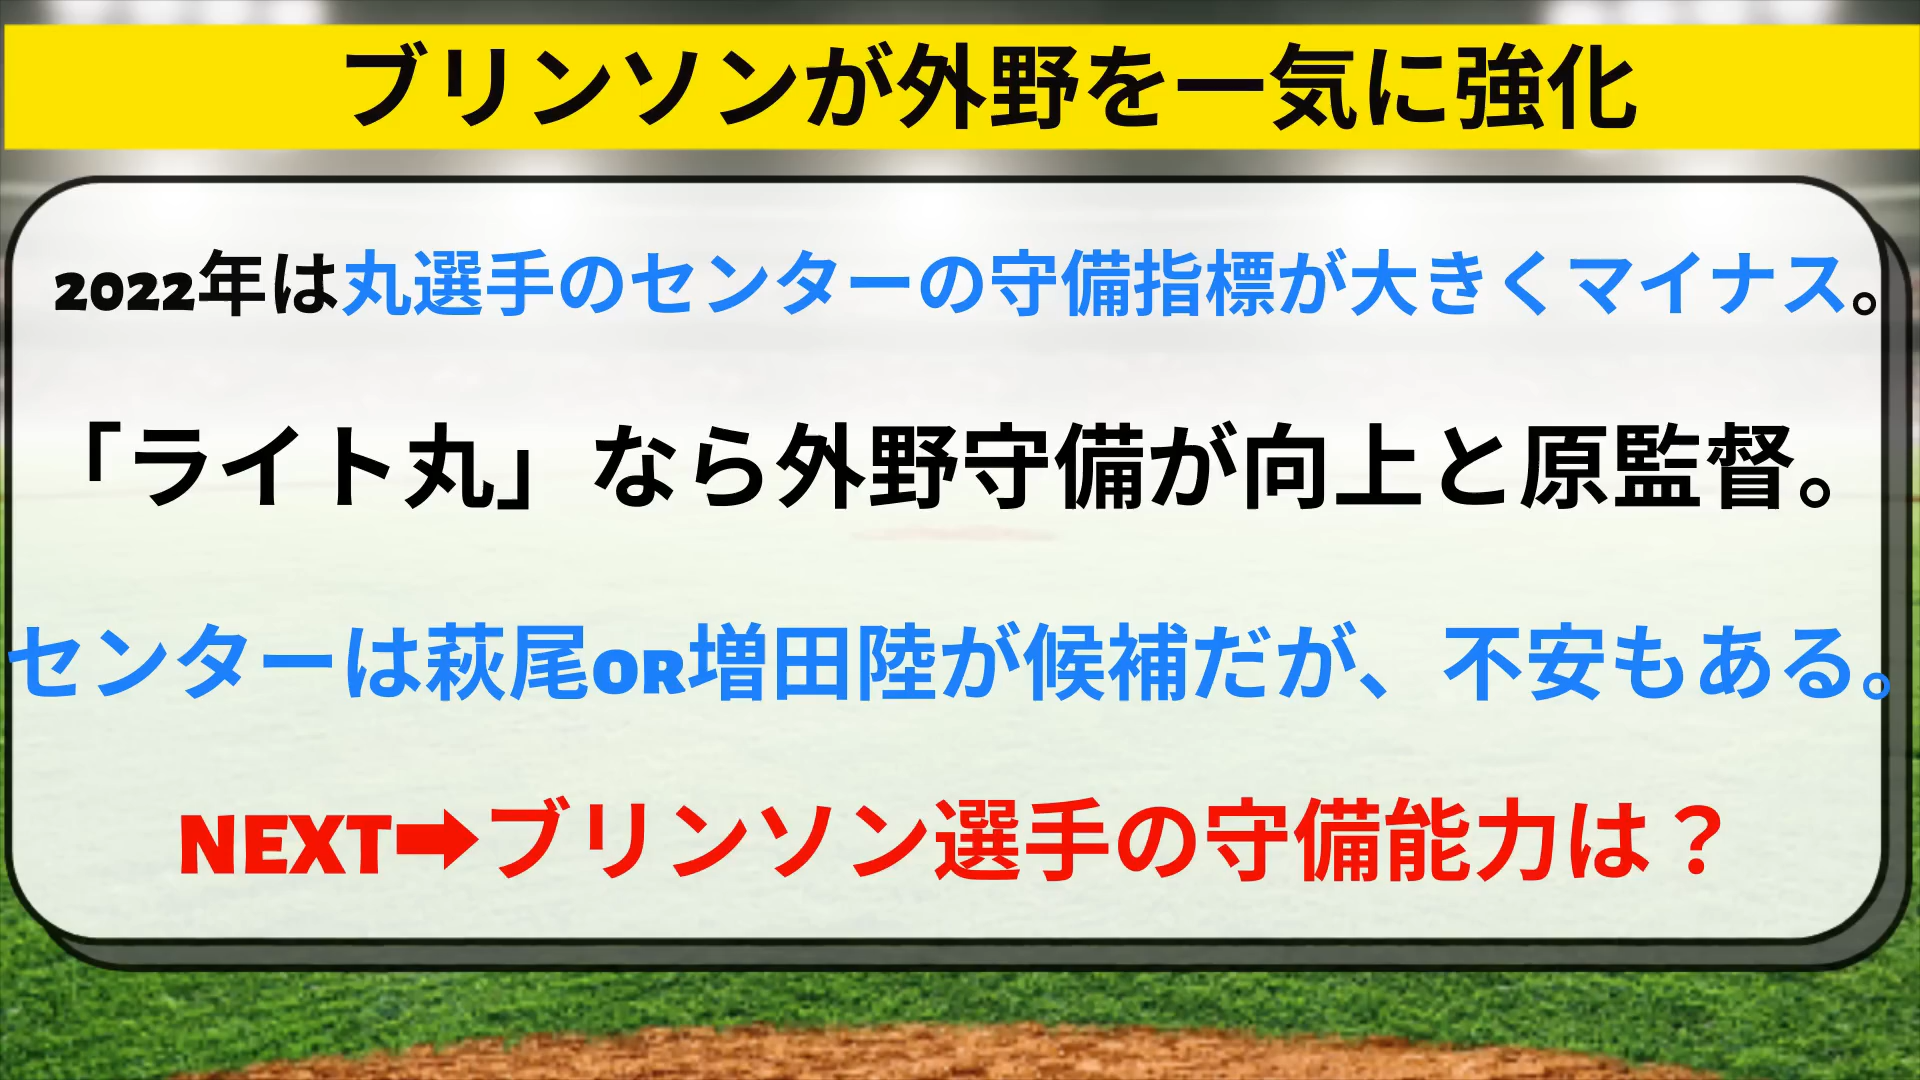 ブリンソンが外野を一気に強化
2022年は丸選手のセンターの守備指標が大きくマイナス。
「ライト丸」なら外野守備が向上と原監督。
センターは萩尾OR増田陸が候補だが、不安もある。
NEXT➡ブリンソン選手の守備能力は？